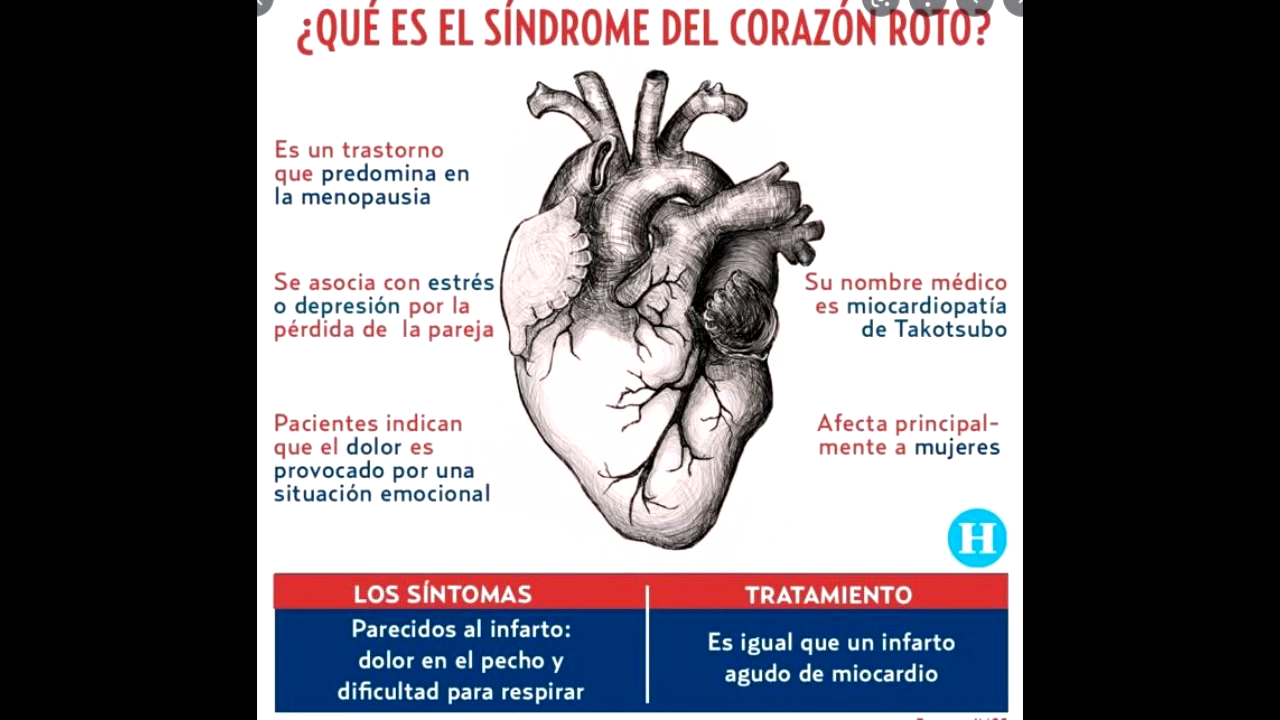 ¿QUÉ ES EL SÍNDROME DEL CORAZÓN ROTO?
Es un trastorno
que predomina en
la menopausia
Se asocia con estrés
o depresión por la
pérdida de la pareja
Pacientes indican
que el dolor es
provocado por una
situación emocional
Su nombre médico
es miocardiopatía
de Takotsubo
Afecta principal-
mente a mujeres
H
LOS SÍNTOMAS
Parecidos al infarto:
dolor en el pecho y
dificultad para respirar
TRATAMIENTO
Es igual que un infarto
agudo de miocardio